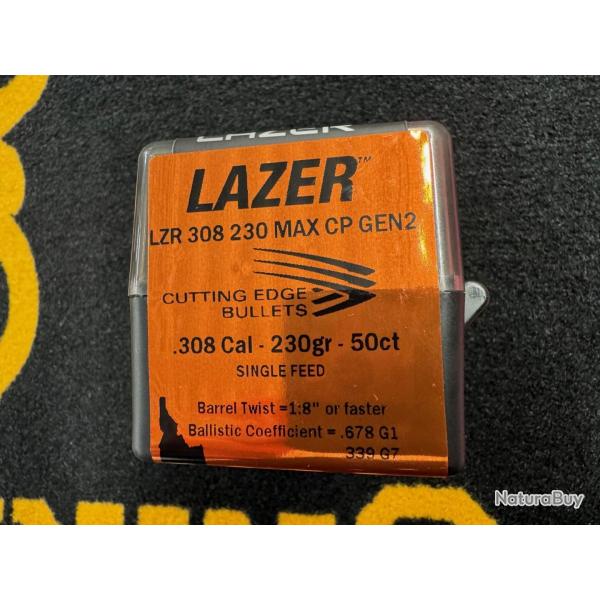 LAZER
LAZER™
LZR 308 230 MAX CP GEN2
CUTTING EDGE
BULLETS
.308 Cal - 230gr - 50ct
SINGLE FEED
Barrel Twist =1:8" or faster
Ballistic Coefficient = .678 G1
.339 G7
NaturaBuy